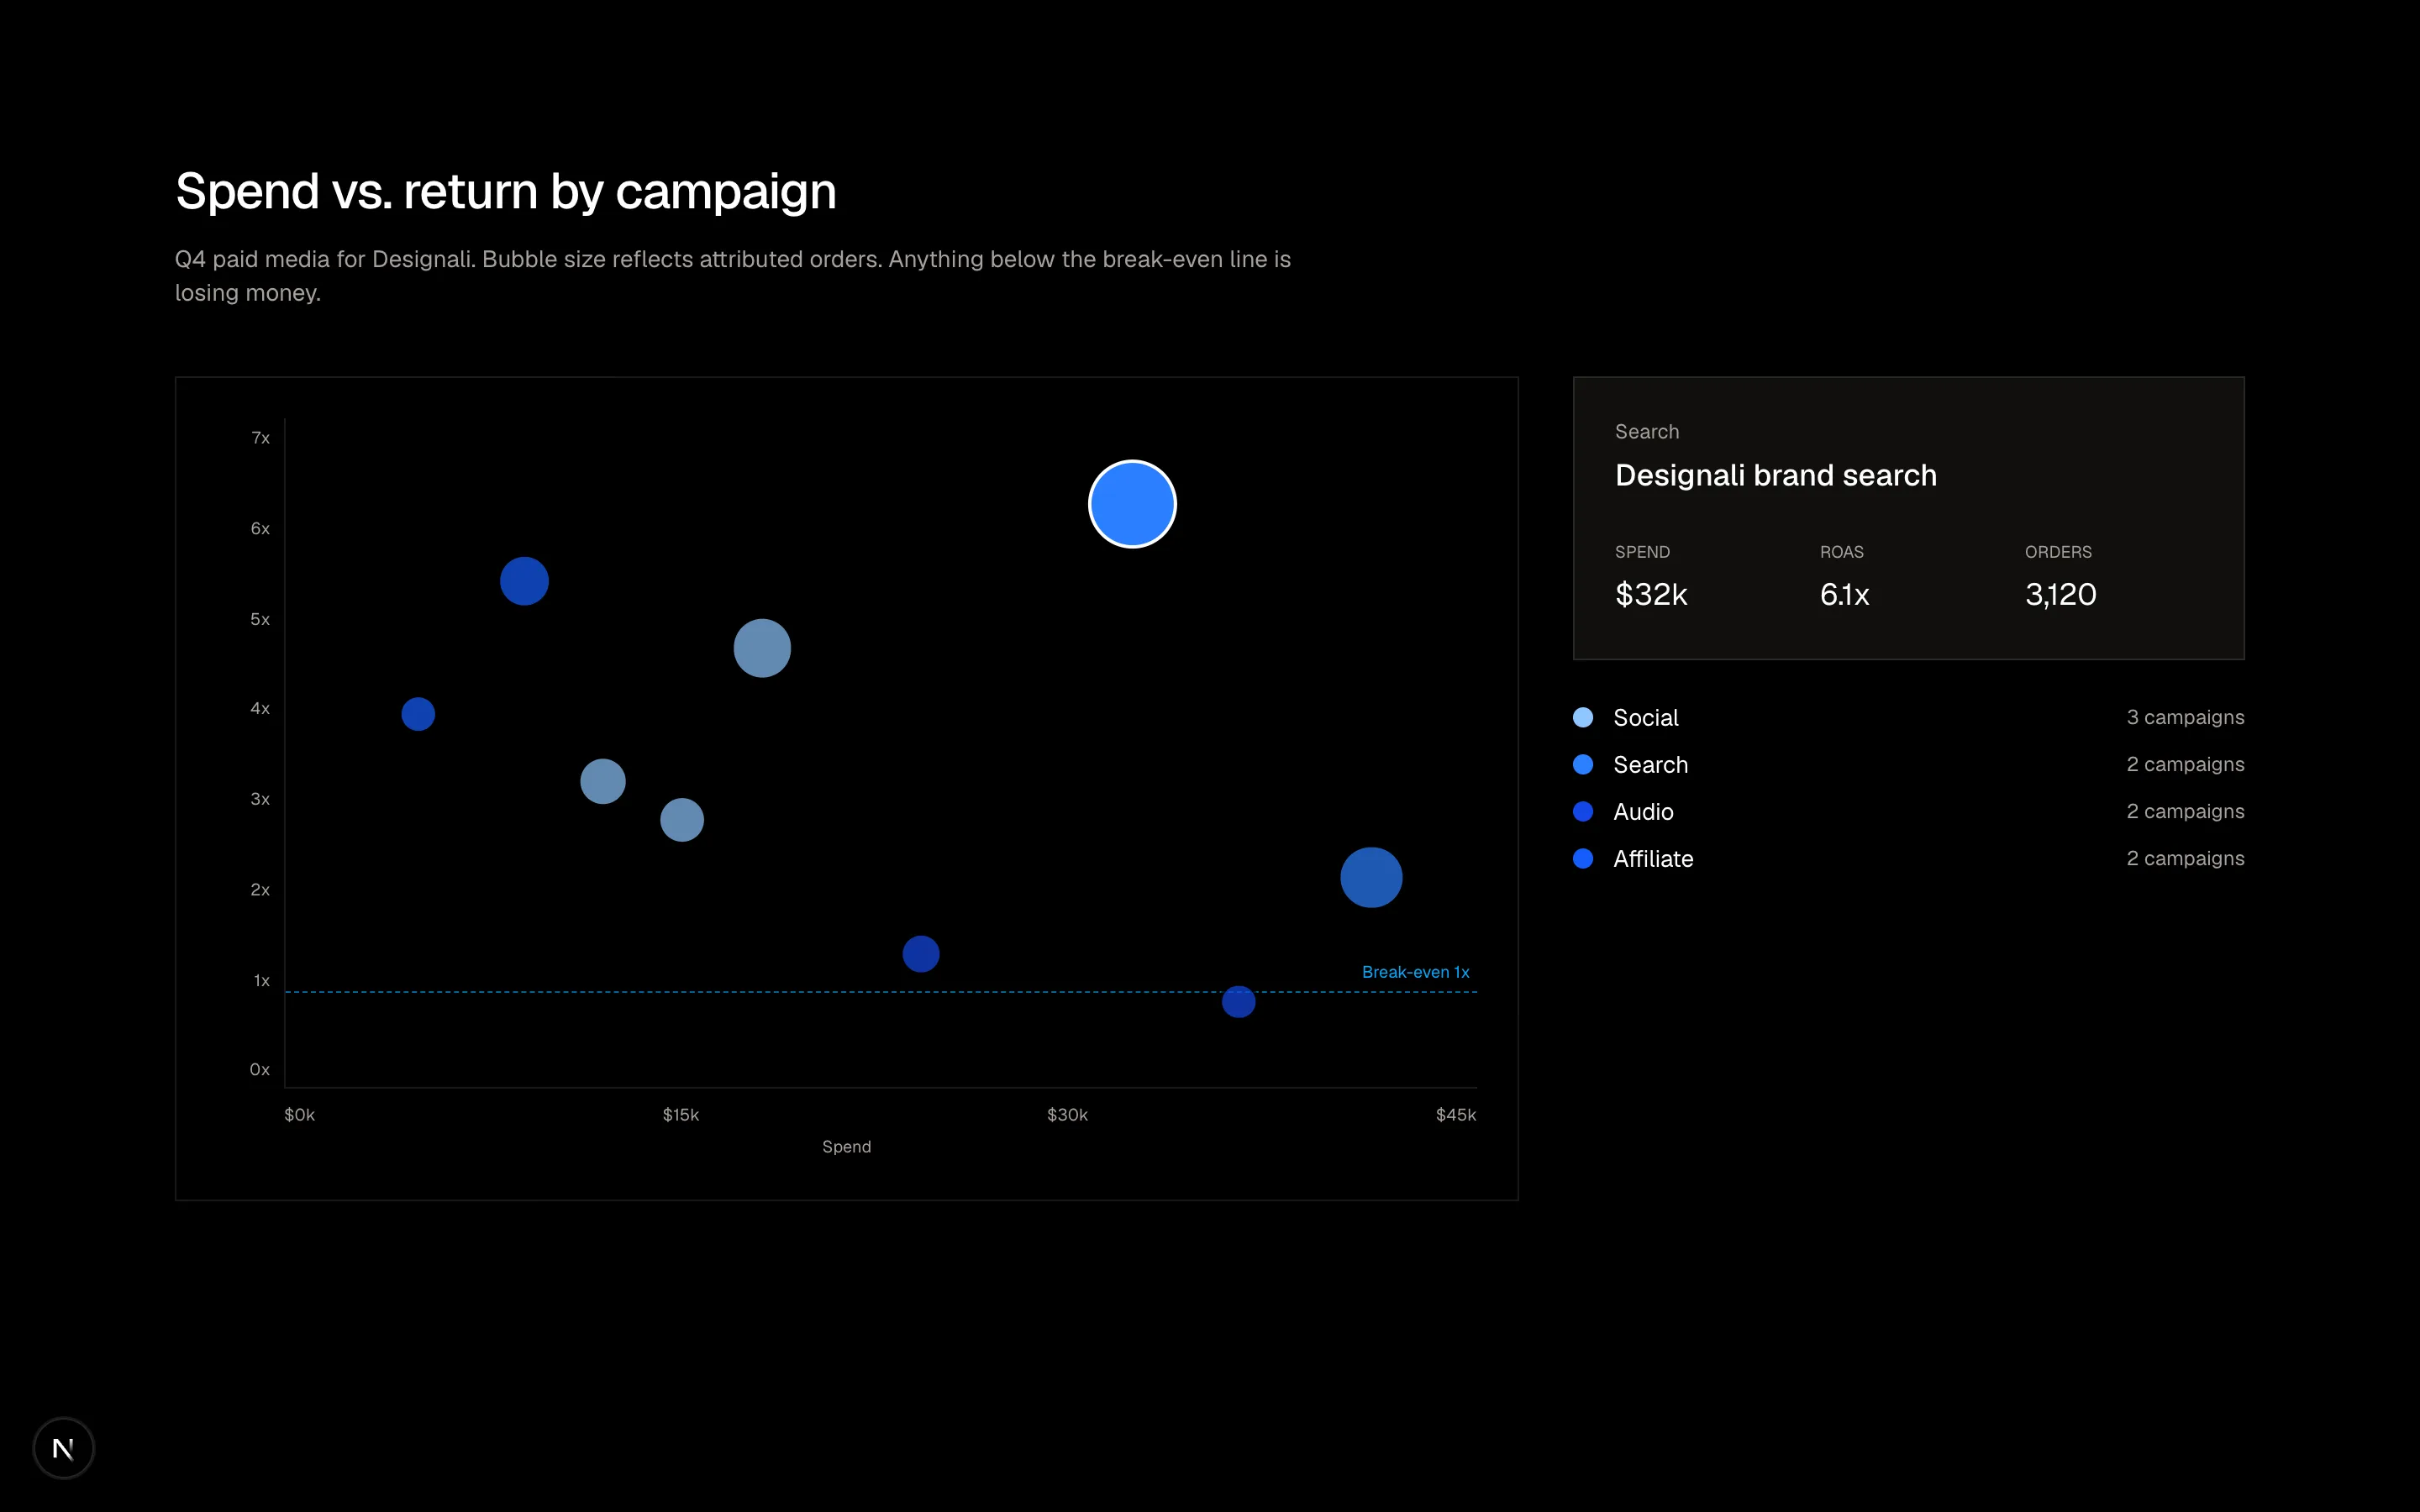 Spend vs. return by campaign
Q4 paid media for Designali. Bubble size reflects attributed orders. Anything below the break-even line is
losing money.
7x
6x
5x
4x
3x
2x
1x
0x
Break-even 1x
$0k
$15k
$30k
$45k
Spend
Search
Designali brand search
SPEND
ROAS
ORDERS
$32k
6.1x
3,120
Social
3 campaigns
Search
2 campaigns
Audio
2 campaigns
Affiliate
2 campaigns
N